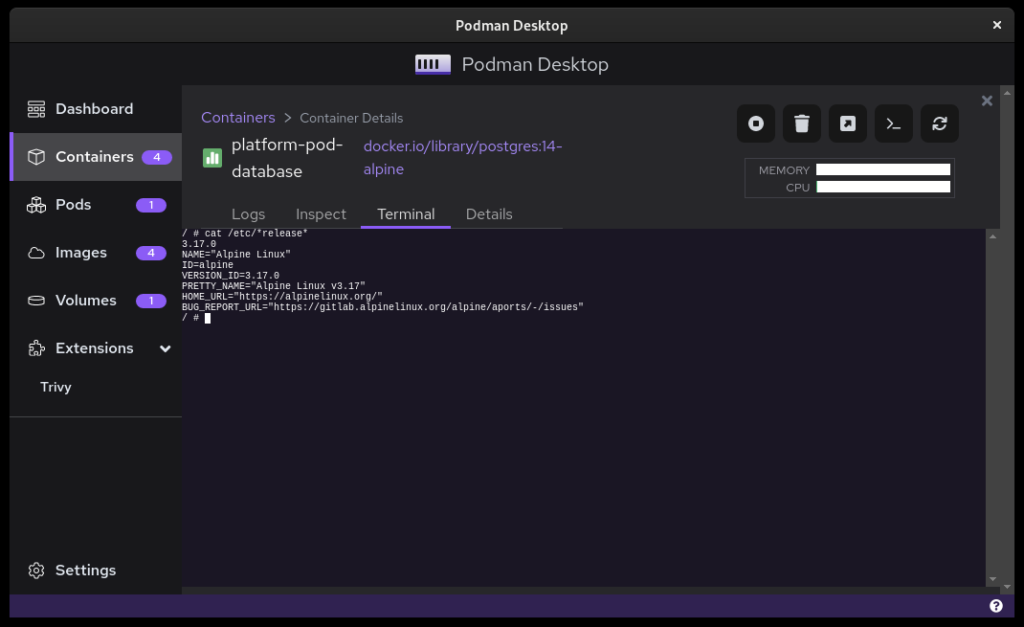 Podman Desktop
Podman Desktop
Dashboard
Containers 4
Pods 1
Images 4
Volumes 1
Extensions
Trivy
Settings
Containers > Container Details
platform-pod-
database
docker.io/library/postgres:14-
alpine
MEMORY
CPU
Logs Inspect Terminal Details
/ # cat /etc/*release*
3.17.0
NAME="Alpine Linux"
ID=alpine
VERSION_ID=3.17.0
PRETTY_NAME="Alpine Linux v3.17"
HOME_URL="https://alpinelinux.org/"
BUG_REPORT_URL="https://gitlab.alpinelinux.org/alpine/aports/-/issues"
/ #